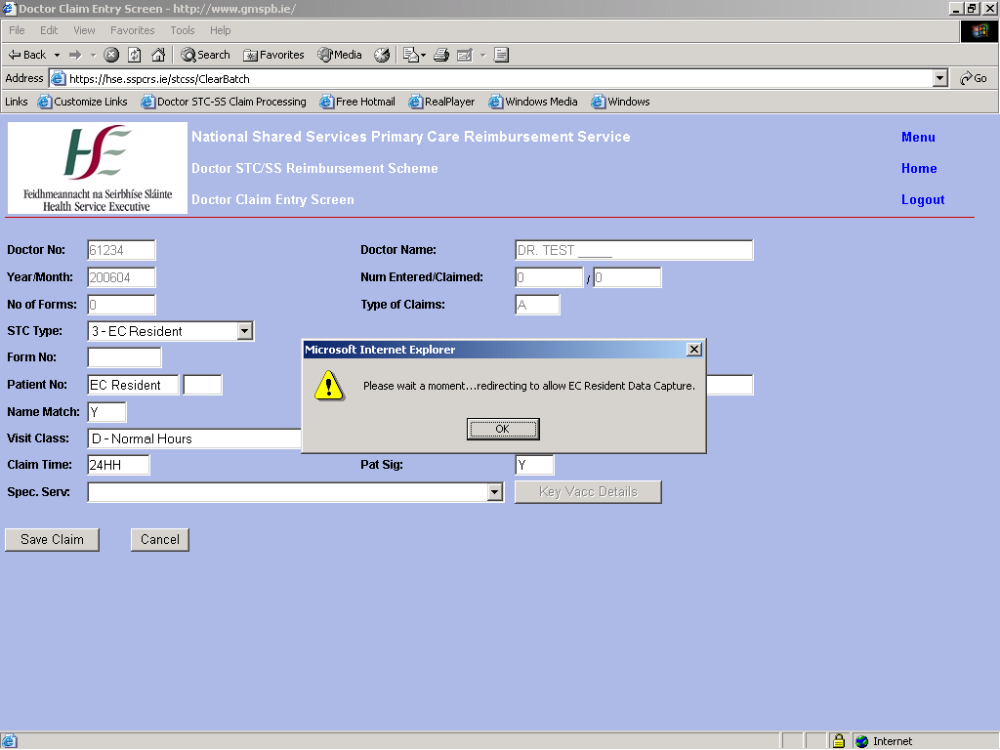 Doctor Claim Entry Screen - http://www.gmspb.ie/
File Edit View Favorites Tools Help
Back Search Favorites Media
Address https://hse.sspcrs.ie/stcss/ClearBatch Go
Links Customize Links Doctor STC-SS Claim Processing Free Hotmail RealPlayer Windows Media Windows
HSE
Feidhmeannacht na Seirbhíse Sláinte
Health Service Executive
National Shared Services Primary Care Reimbursement Service Menu
Doctor STC/SS Reimbursement Scheme Home
Doctor Claim Entry Screen Logout
Doctor No: 61234 Doctor Name: DR. TEST _____
Year/Month: 200604 Num Entered/Claimed: 0 / 0
No of Forms: 0 Type of Claims: A
STC Type: 3 - EC Resident
Form No:
Patient No: EC Resident
Name Match: Y
Visit Class: D - Normal Hours
Microsoft Internet Explorer
Please wait a moment...redirecting to allow EC Resident Data Capture.
OK
Claim Time: 24HH Pat Sig: Y
Spec. Serv: Key Vacc Details
Save Claim Cancel
Internet